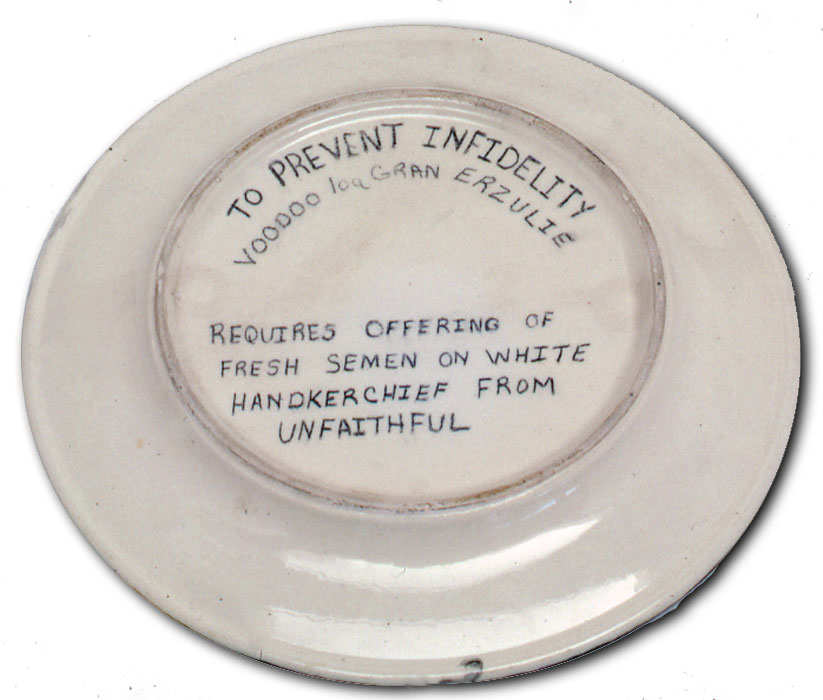 TO PREVENT INFIDELITY
VOODOO loa GRAN ERZULIE
REQUIRES OFFERING OF
FRESH SEMEN ON WHITE
HANDKERCHIEF FROM
UNFAITHFUL